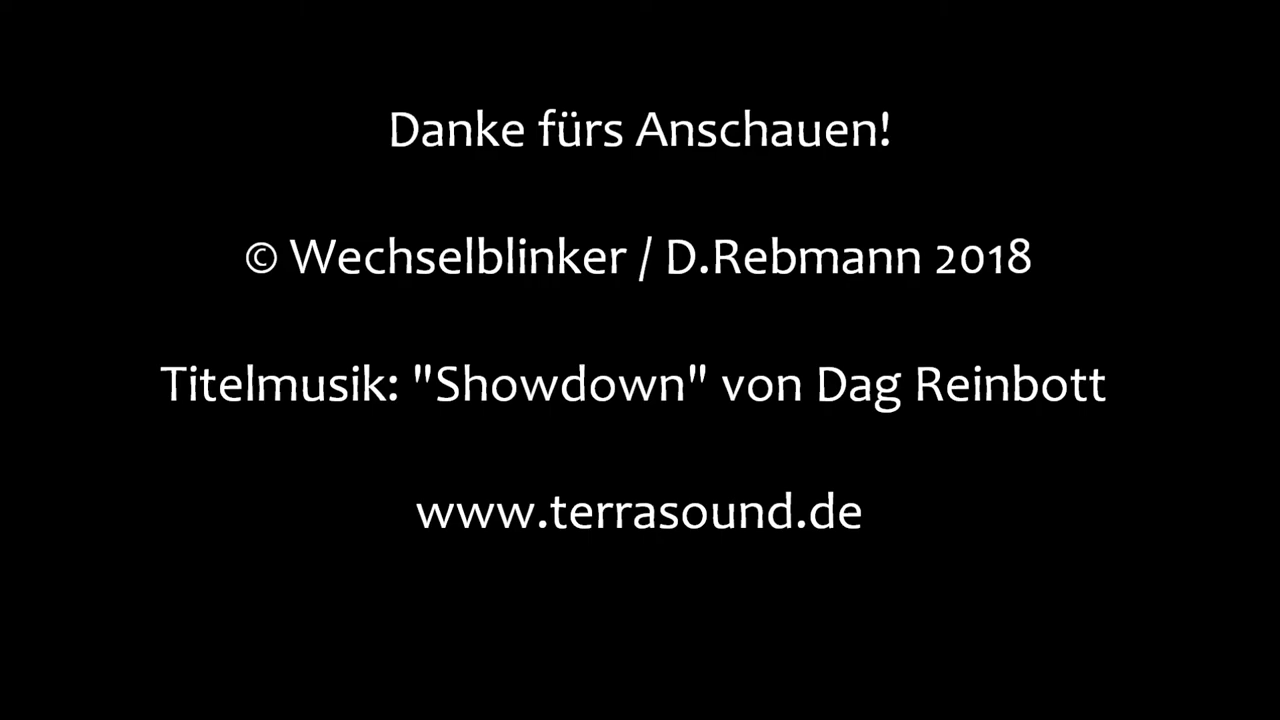 Danke fürs Anschauen!
© Wechselblinker / D.Rebmann 2018
Titelmusik: "Showdown" von Dag Reinbott
www.terrasound.de